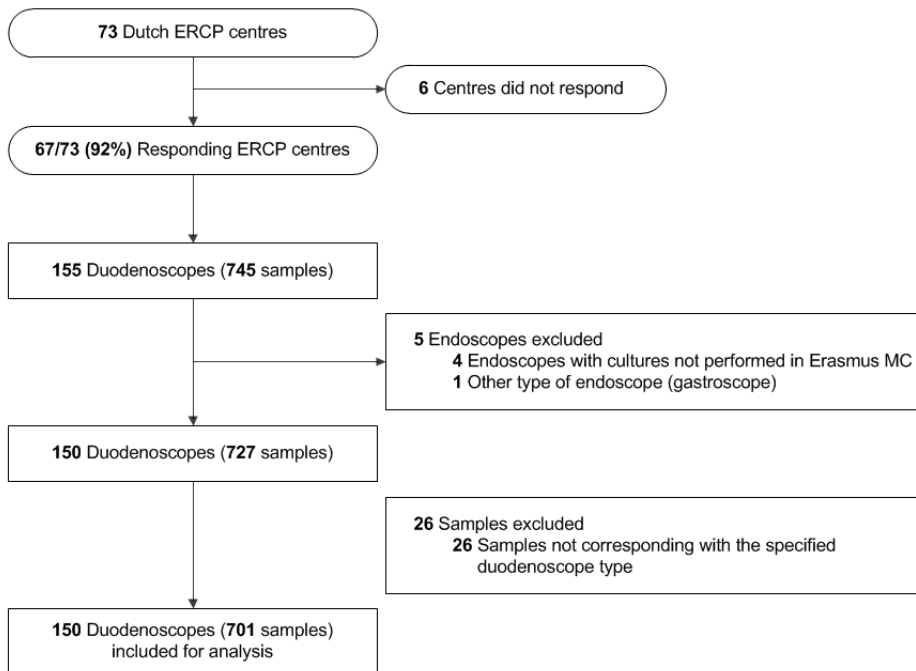 73 Dutch ERCP centres
6 Centres did not respond
67/73 (92%) Responding ERCP centres
155 Duodenoscopes (745 samples)
5 Endoscopes excluded
4 Endoscopes with cultures not performed in Erasmus MC
1 Other type of endoscope (gastroscope)
150 Duodenoscopes (727 samples)
26 Samples excluded
26 Samples not corresponding with the specified
duodenoscope type
150 Duodenoscopes (701 samples)
included for analysis